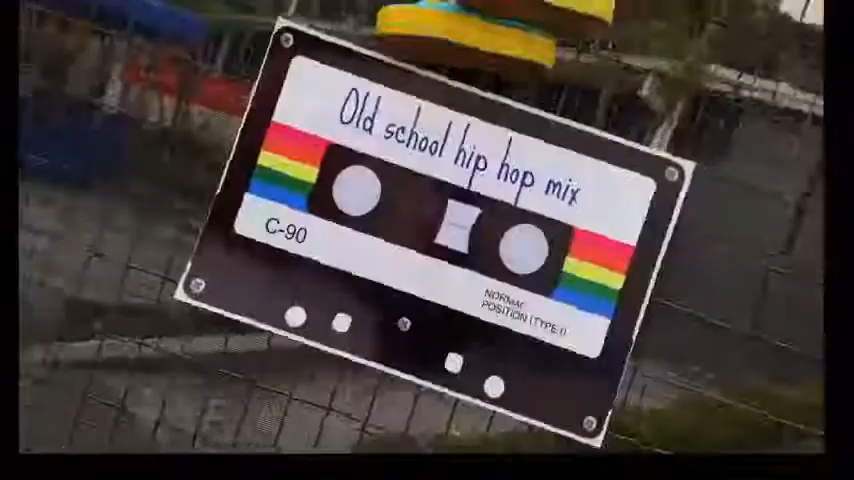 Old school hip hop mix
C-90
NORMAL
POSITION (TYPE I)